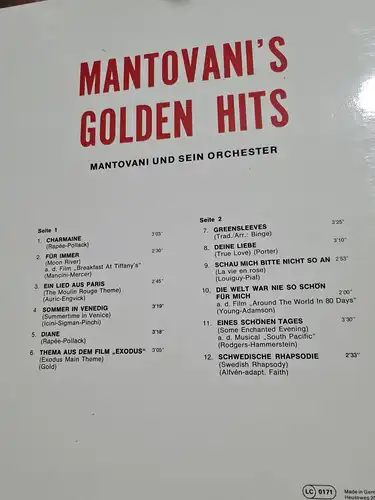 MANTOVANI'S
GOLDEN HITS
MANTOVANI UND SEIN ORCHESTER
Seite 1
1. CHARMAINE 3'03"
(Rapée-Pollack)
2. FÜR IMMER 2'30"
(Moon River)
a. d. Film „Breakfast At Tiffany's"
(Mancini-Mercer)
3. EIN LIED AUS PARIS 2'45"
(The Moulin Rouge Theme)
(Auric-Engvick)
4. SOMMER IN VENEDIG 3'19"
(Summertime in Venice)
(Icini-Sigman-Pinchi)
5. DIANE 3'18"
(Rapée-Pollack)
6. THEMA AUS DEM FILM „EXODUS" 3'05"
(Exodus Main Theme)
(Gold)
Seite 2
7. GREENSLEEVES 3'25"
(Trad./Arr.: Binge)
8. DEINE LIEBE 3'10"
(True Love) (Porter)
9. SCHAU MICH BITTE NICHT SO AN 2'53"
(La vie en rose)
(Louiguy-Piaf)
10. DIE WELT WAR NIE SO SCHÖN
FÜR MICH 2'00"
a. d. Film „Around The World In 80 Days"
(Young-Adamson)
11. EINES SCHÖNEN TAGES 3'30"
(Some Enchanted Evening)
a. d. Musical „South Pacific"
(Rodgers-Hammerstein)
12. SCHWEDISCHE RHAPSODIE 2'33"
(Swedish Rhapsody)
(Alfvén-adapt. Faith)
LC 0171
Made in Germ